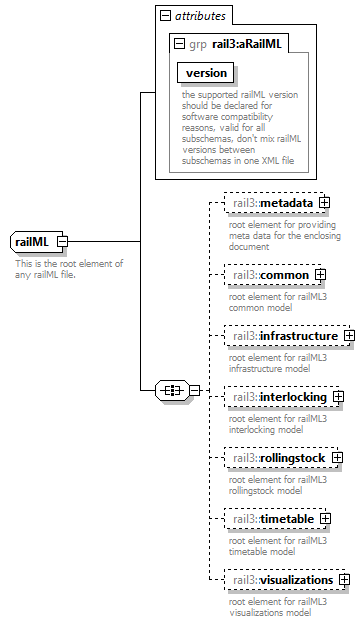 attributes
grp rail3:aRailML
version
the supported railML version
should be declared for
software compatibility
reasons, valid for all
subschemas, don't mix railML
versions between
subschemas in one XML file
railML
This is the root element of
any railML file.
rail3::metadata
root element for providing
meta data for the enclosing
document
rail3::common
root element for railML3
common model
rail3::infrastructure
root element for railML3
infrastructure model
rail3::interlocking
root element for railML3
interlocking model
rail3::rollingstock
root element for railML3
rollingstock model
rail3::timetable
root element for railML3
timetable model
rail3::visualizations
root element for railML3
visualizations model